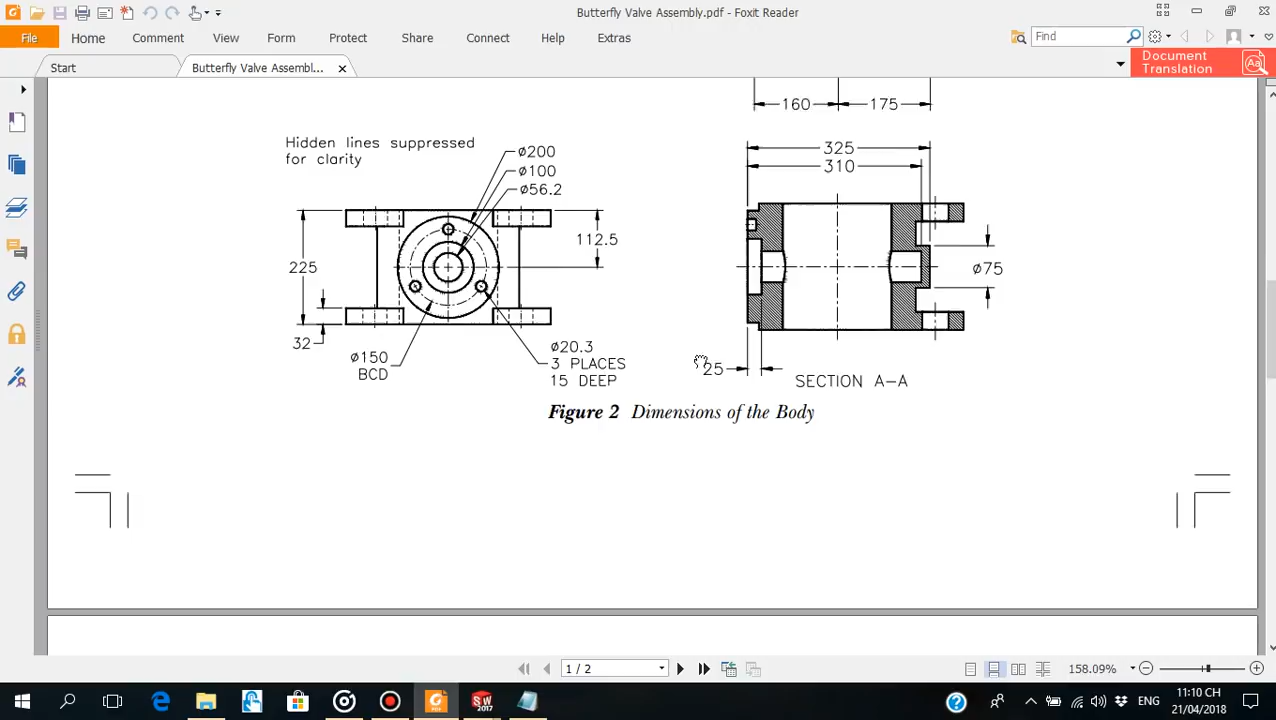 Butterfly Valve Assembly.pdf - Foxit Reader
File Home Comment View Form Protect Share Connect Help Extras Find
Start Butterfly Valve Assembl... Document
Translation
160 175
Hidden lines suppressed
for clarity
ø200
ø100
ø56.2
225
112.5
32
ø150
BCD
ø20.3
3 PLACES
15 DEEP
325
310
ø75
25
SECTION A-A
Figure 2 Dimensions of the Body
1 / 2 158.09%
SW
2017
ENG
11:10 CH
21/04/2018